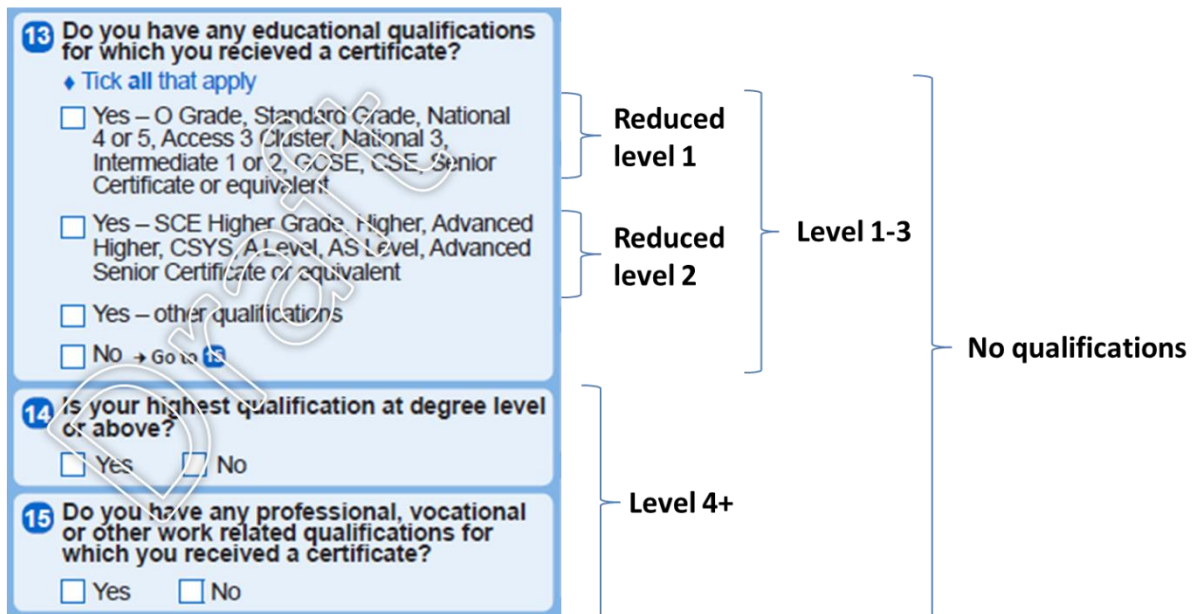 13 Do you have any educational qualifications
for which you recieved a certificate?
♦ Tick all that apply
Yes – O Grade, Standard Grade, National
4 or 5, Access 3 Cluster, National 3,
Intermediate 1 or 2, GCSE, CSE, Senior
Certificate or equivalent
Yes – SCE Higher Grade, Higher, Advanced
Higher, CSYS, A Level, AS Level, Advanced
Senior Certificate or equivalent
Yes – other qualifications
No → Go to 15
14 Is your highest qualification at degree level
or above?
Yes No
15 Do you have any professional, vocational
or other work related qualifications for
which you received a certificate?
Yes No
Draft
Reduced
level 1
Reduced
level 2
Level 1-3
Level 4+
No qualifications